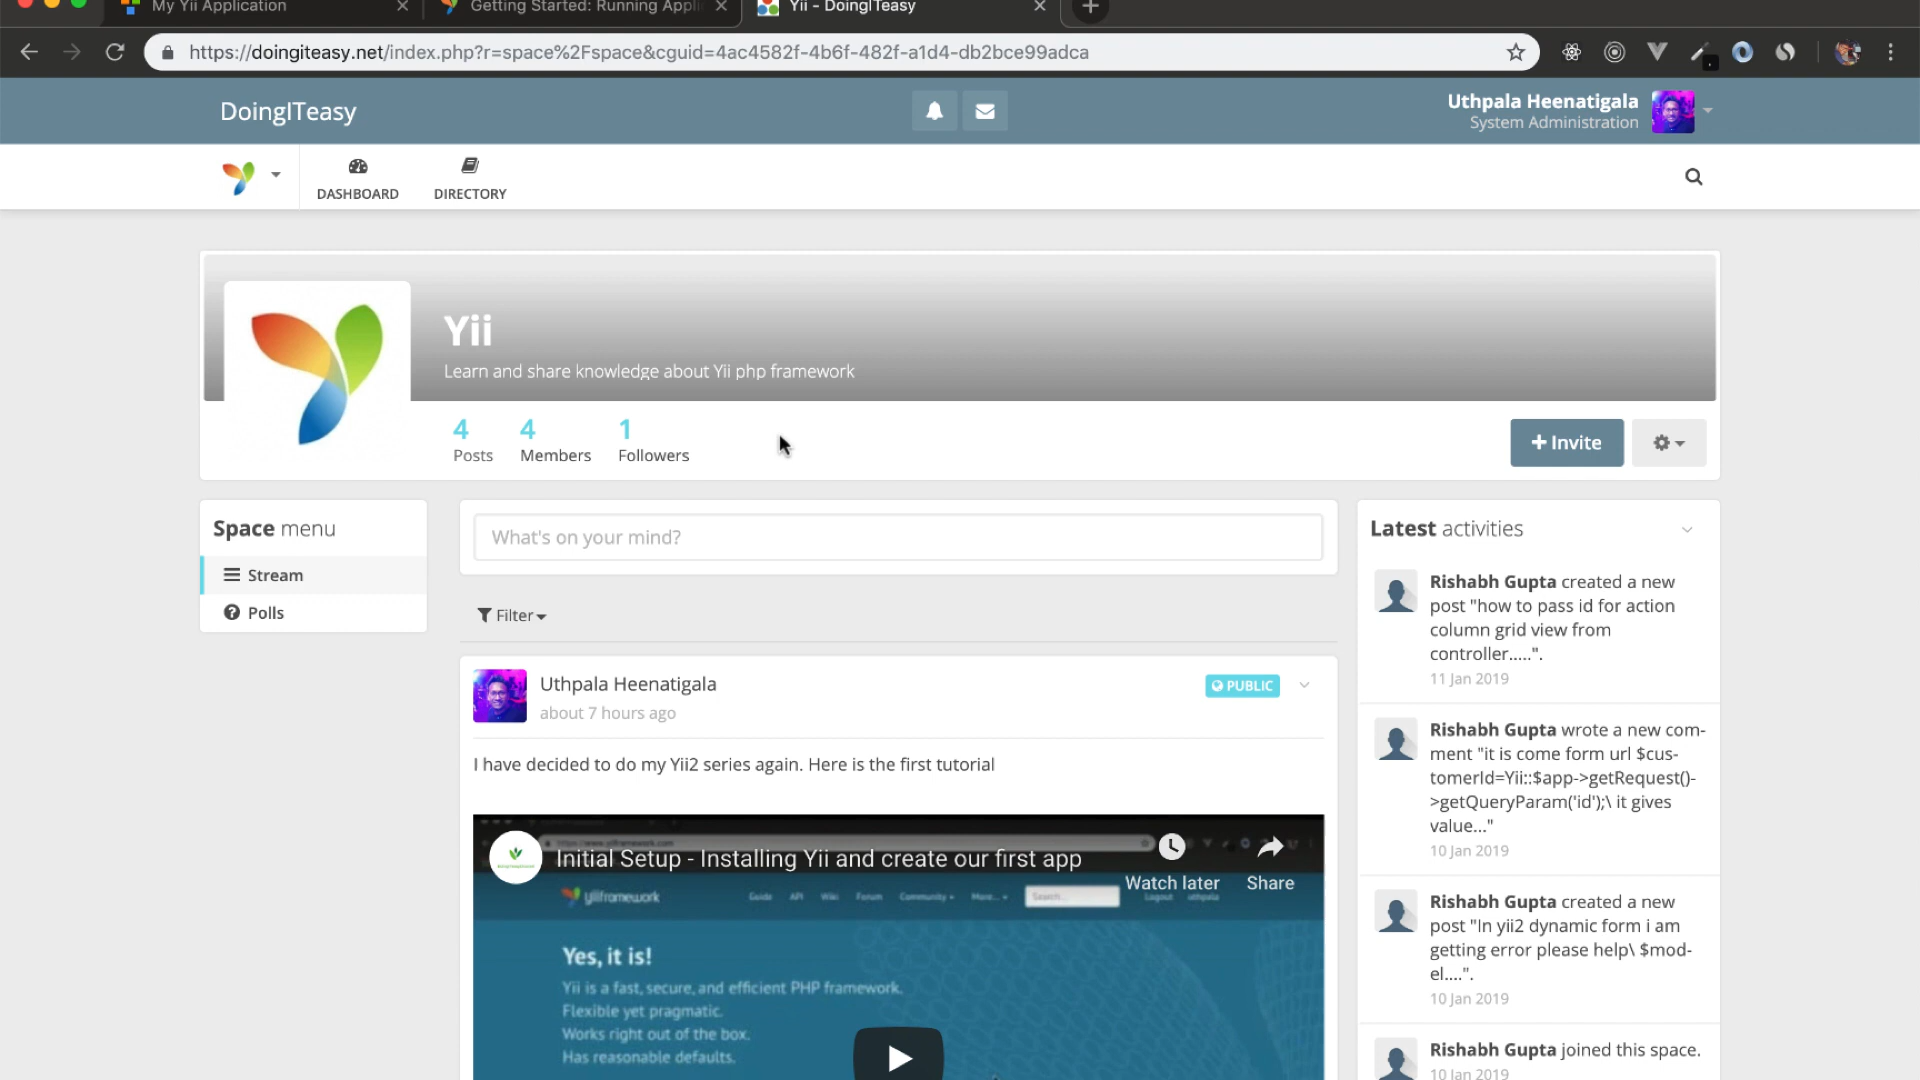 My Yii Application
Getting Started: Running Appli
Yii - DoingITeasy
https://doingiteasy.net/index.php?r=space%2Fspace&cguid=4ac4582f-4b6f-482f-a1d4-db2bce99adca
DoingITeasy
Uthpala Heenatigala
System Administration
DASHBOARD
DIRECTORY
Yii
Learn and share knowledge about Yii php framework
4
Posts
4
Members
1
Followers
+ Invite
Space menu
Stream
Polls
What's on your mind?
Filter
Uthpala Heenatigala
about 7 hours ago
PUBLIC
I have decided to do my Yii2 series again. Here is the first tutorial
Initial Setup - Installing Yii and create our first app
Watch later
Share
yiiframework
Guide
API
Wiki
Forum
Community
More...
Search...
Logout
uthpala
Yes, it is!
Yii is a fast, secure, and efficient PHP framework.
Flexible yet pragmatic.
Works right out of the box.
Has reasonable defaults.
Latest activities
Rishabh Gupta created a new
post "how to pass id for action
column grid view from
controller.....".
11 Jan 2019
Rishabh Gupta wrote a new com-
ment "it is come form url $cus-
tomerId=Yii::$app->getRequest()-
>getQueryParam('id');\ it gives
value..."
10 Jan 2019
Rishabh Gupta created a new
post "In yii2 dynamic form i am
getting error please help\ $mod-
el....".
10 Jan 2019
Rishabh Gupta joined this space.
10 Jan 2019